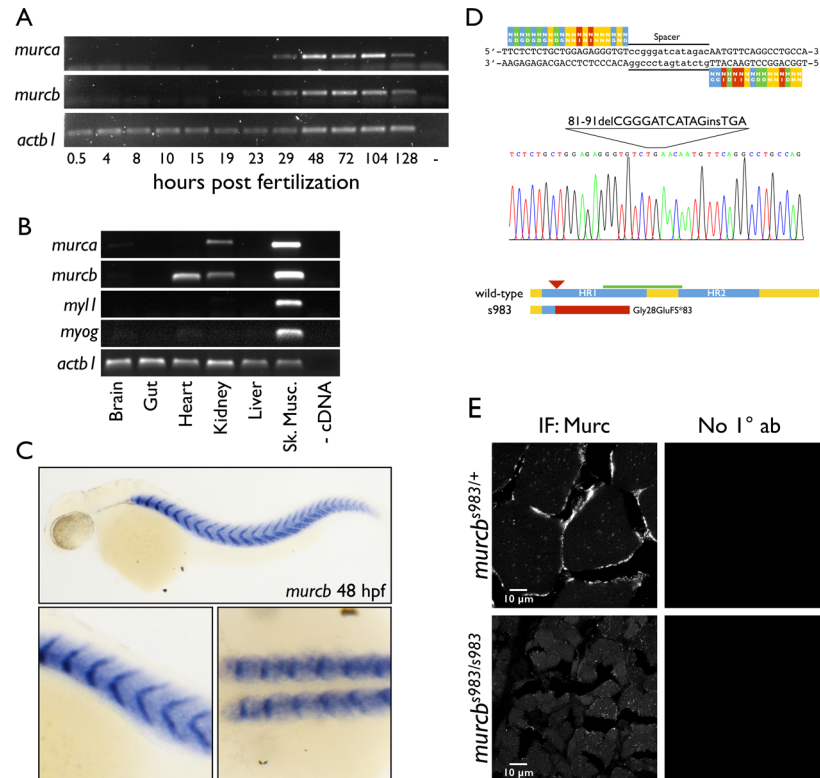 A
murca
murcb
actb1
0.5 4 8 10 15 19 23 29 48 72 104 128 -
hours post fertilization
B
murca
murcb
myl1
myog
actb1
Brain
Gut
Heart
Kidney
Liver
Sk. Musc.
- cDNA
C
murcb 48 hpf
D
Spacer
5'-TTCTCTCTGCTGGAGAGGGTGTccgggatcatagacAATGTTCAGGCCTGCCA-3
3'-AAGAGAGACGACCTCTCCCACAggccctagtatctgTTACAAGTCCGGACGGT-5
81-91delCGGGATCATAGinsTGA
TCTCTGCTGGAGAGGGTGTCTGAACAATGTTCAGGCCTGCCAG
wild-type HR1 HR2
s983 Gly28GluFS*83
E
IF: Murc No 1° ab
murcb s983/+
10 µm
murcb s983/s983
10 µm